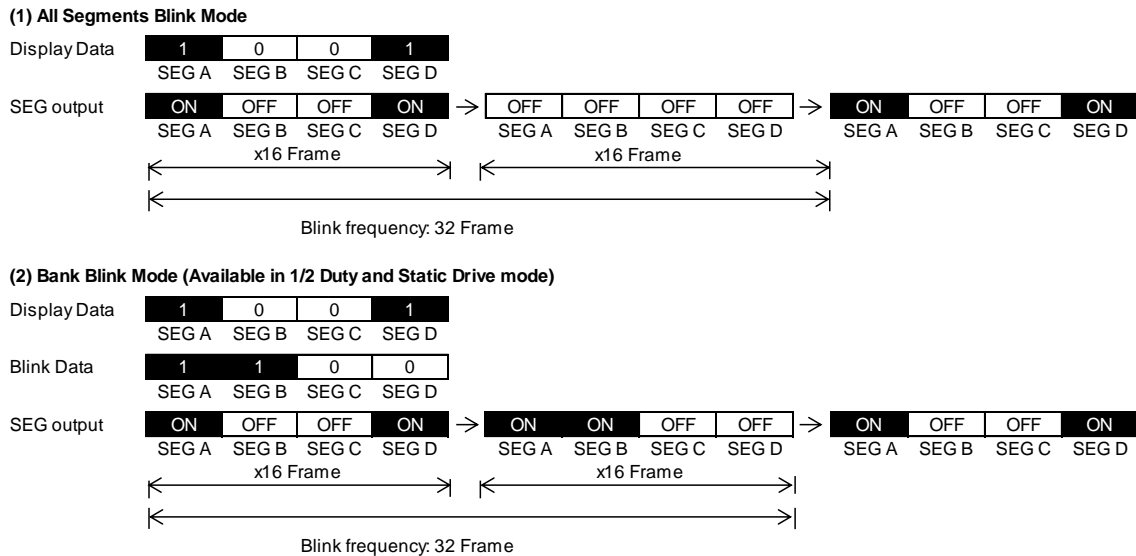 (1) All Segments Blink Mode
Display Data 1 0 0 1
SEG A SEG B SEG C SEG D
SEG output ON OFF OFF ON → OFF OFF OFF OFF → ON OFF OFF ON
SEG A SEG B SEG C SEG D SEG A SEG B SEG C SEG D SEG A SEG B SEG C SEG D
x16 Frame x16 Frame
Blink frequency: 32 Frame
(2) Bank Blink Mode (Available in 1/2 Duty and Static Drive mode)
Display Data 1 0 0 1
SEG A SEG B SEG C SEG D
Blink Data 1 1 0 0
SEG A SEG B SEG C SEG D
SEG output ON OFF OFF ON → ON ON OFF OFF → ON OFF OFF ON
SEG A SEG B SEG C SEG D SEG A SEG B SEG C SEG D SEG A SEG B SEG C SEG D
x16 Frame x16 Frame
Blink frequency: 32 Frame